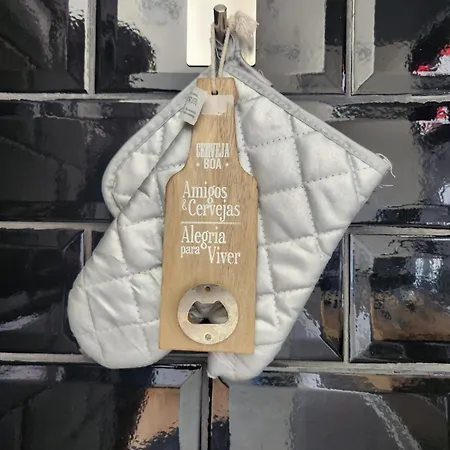 CERVEJA
BOA
Amigos
& Cervejas
Alegria
para Viver